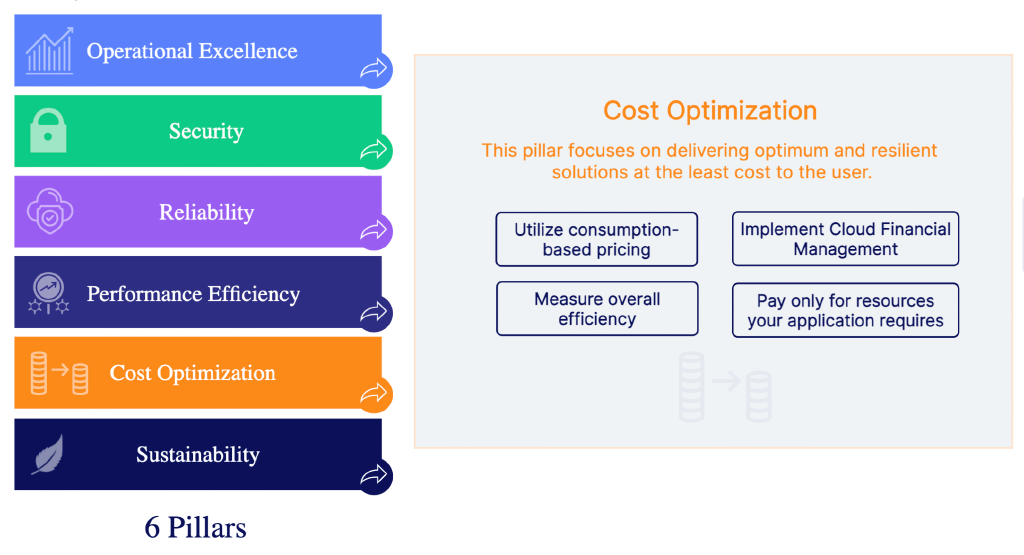 Operational Excellence
Security
Reliability
Performance Efficiency
Cost Optimization
Sustainability
6 Pillars
Cost Optimization
This pillar focuses on delivering optimum and resilient
solutions at the least cost to the user.
Utilize consumption-
based pricing
Implement Cloud Financial
Management
Measure overall
efficiency
Pay only for resources
your application requires